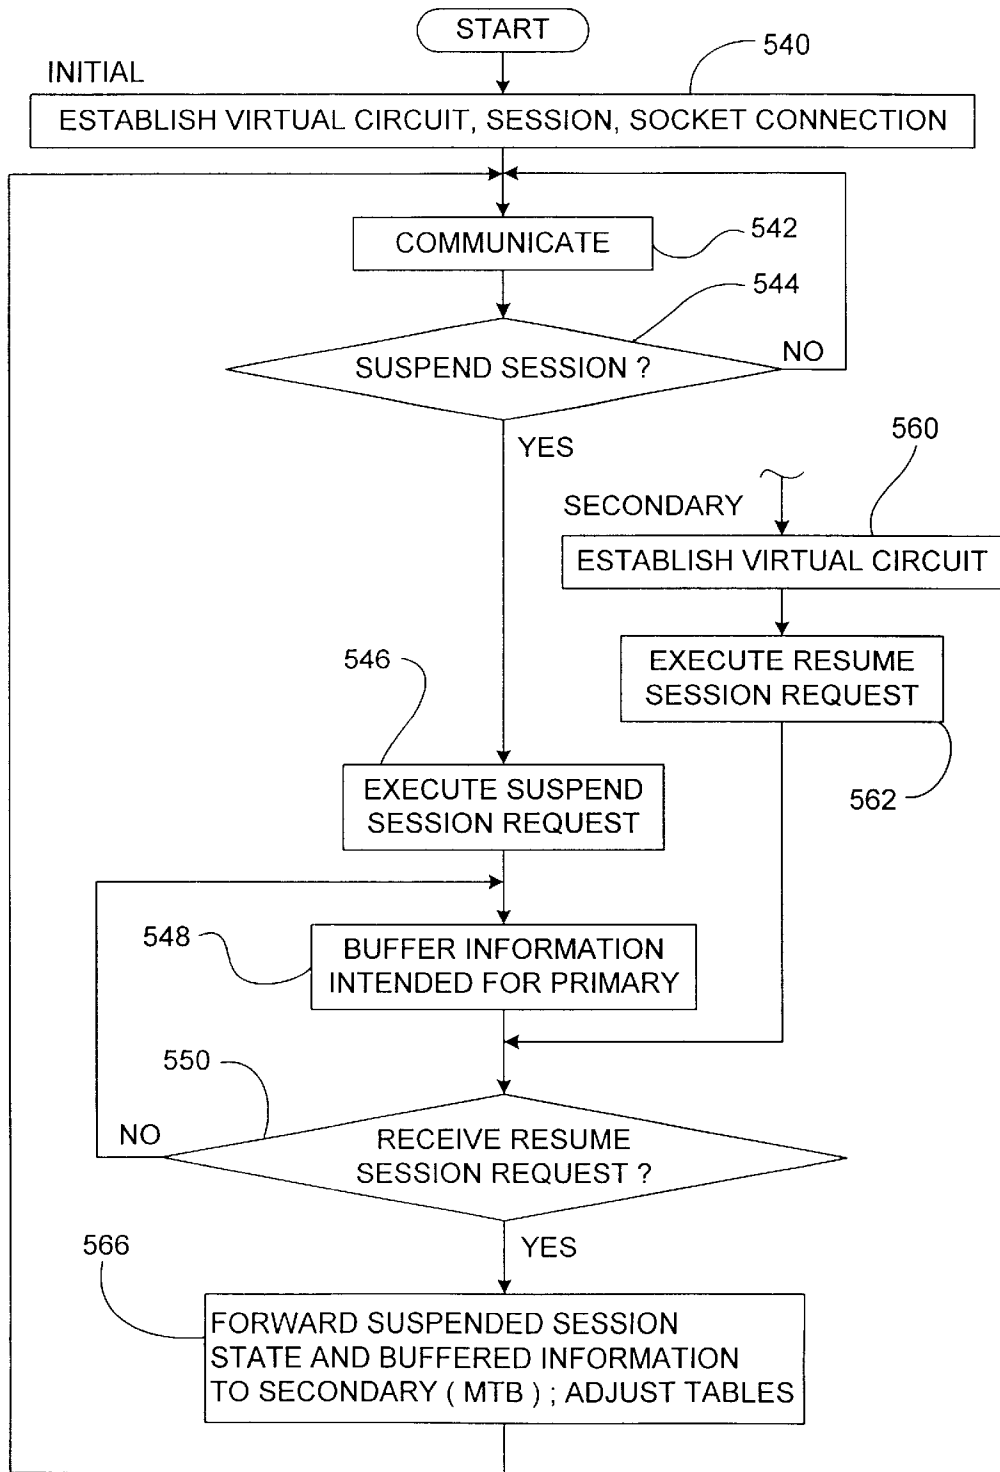 START
540
INITIAL
ESTABLISH VIRTUAL CIRCUIT, SESSION, SOCKET CONNECTION
COMMUNICATE
542
544
SUSPEND SESSION ?
NO
YES
560
SECONDARY
ESTABLISH VIRTUAL CIRCUIT
EXECUTE RESUME
SESSION REQUEST
562
546
EXECUTE SUSPEND
SESSION REQUEST
548
BUFFER INFORMATION
INTENDED FOR PRIMARY
550
NO
RECEIVE RESUME
SESSION REQUEST ?
YES
566
FORWARD SUSPENDED SESSION
STATE AND BUFFERED INFORMATION
TO SECONDARY ( MTB ) ; ADJUST TABLES